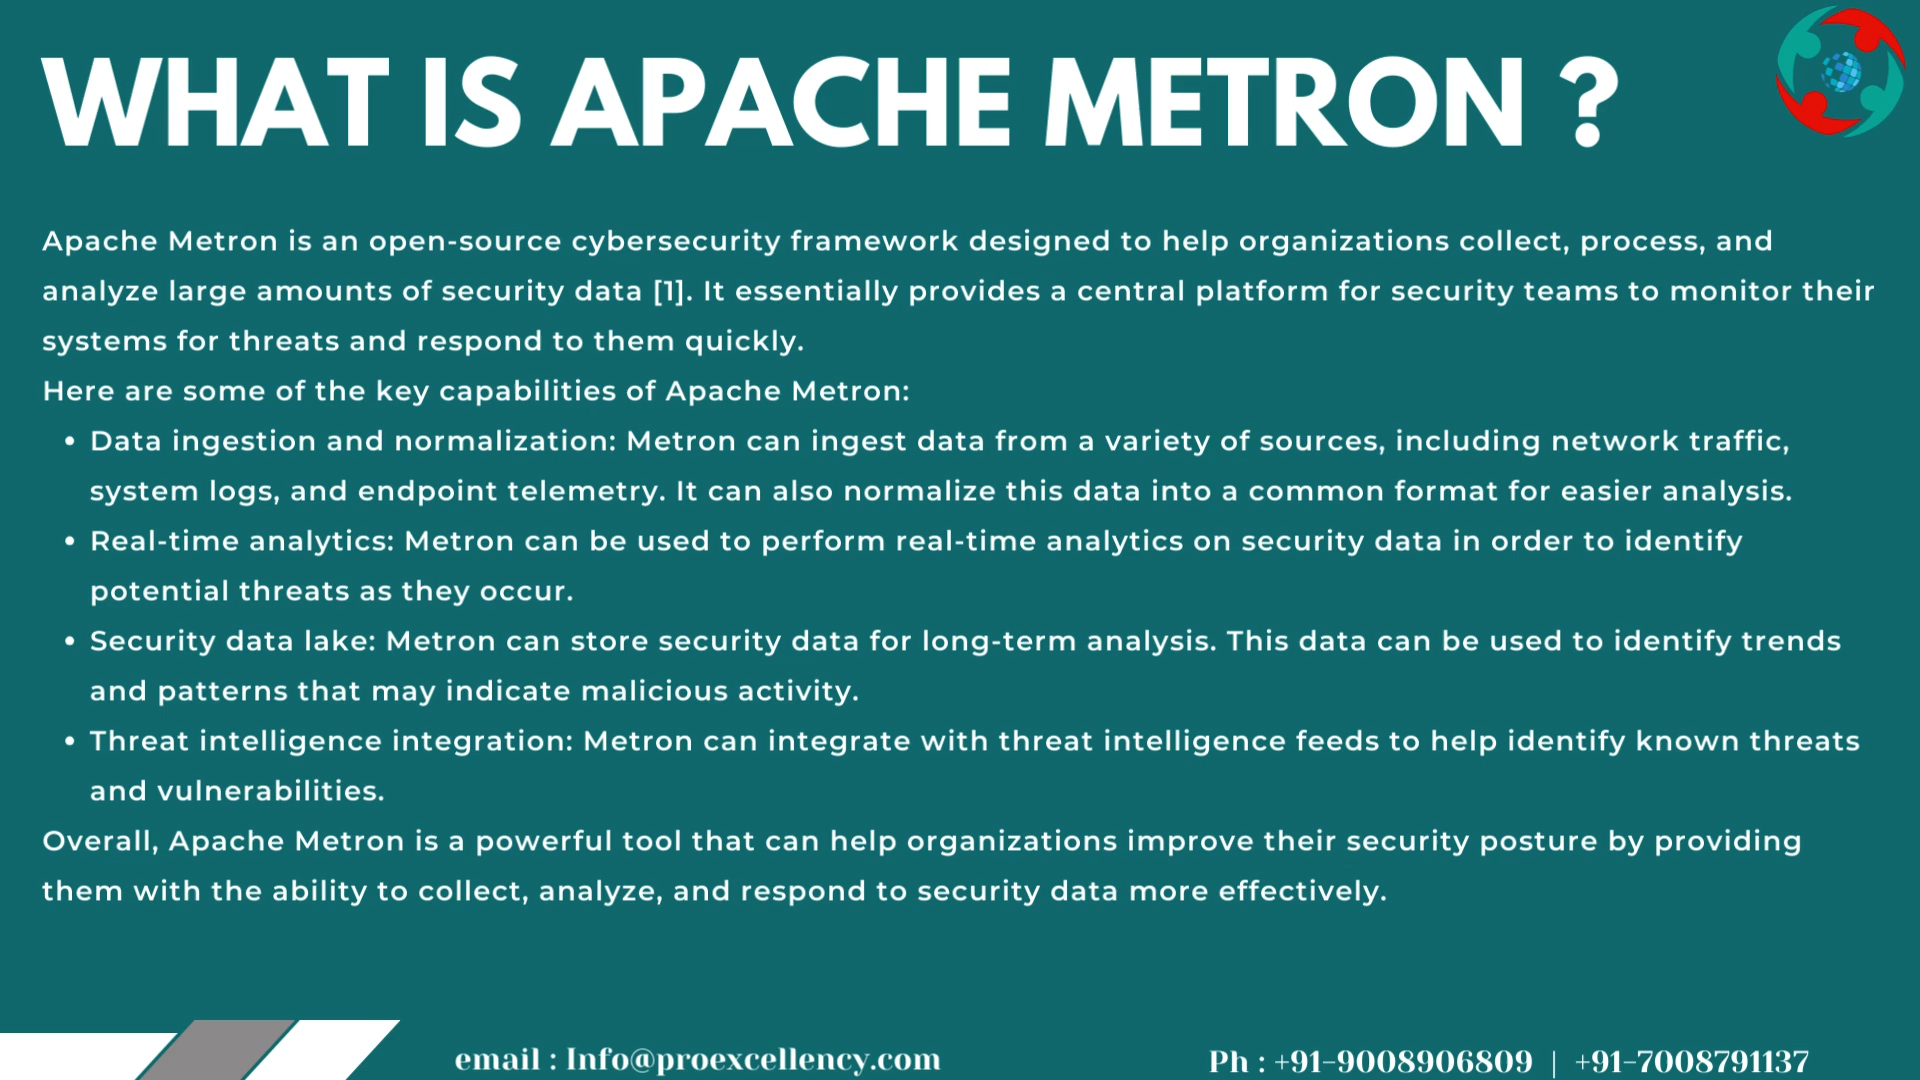 WHAT IS APACHE METRON ?
Apache Metron is an open-source cybersecurity framework designed to help organizations collect, process, and
analyze large amounts of security data [1]. It essentially provides a central platform for security teams to monitor their
systems for threats and respond to them quickly.
Here are some of the key capabilities of Apache Metron:
• Data ingestion and normalization: Metron can ingest data from a variety of sources, including network traffic,
system logs, and endpoint telemetry. It can also normalize this data into a common format for easier analysis.
• Real-time analytics: Metron can be used to perform real-time analytics on security data in order to identify
potential threats as they occur.
• Security data lake: Metron can store security data for long-term analysis. This data can be used to identify trends
and patterns that may indicate malicious activity.
• Threat intelligence integration: Metron can integrate with threat intelligence feeds to help identify known threats
and vulnerabilities.
Overall, Apache Metron is a powerful tool that can help organizations improve their security posture by providing
them with the ability to collect, analyze, and respond to security data more effectively.
email : Info@proexcellency.com
Ph : +91-9008906809 | +91-7008791137